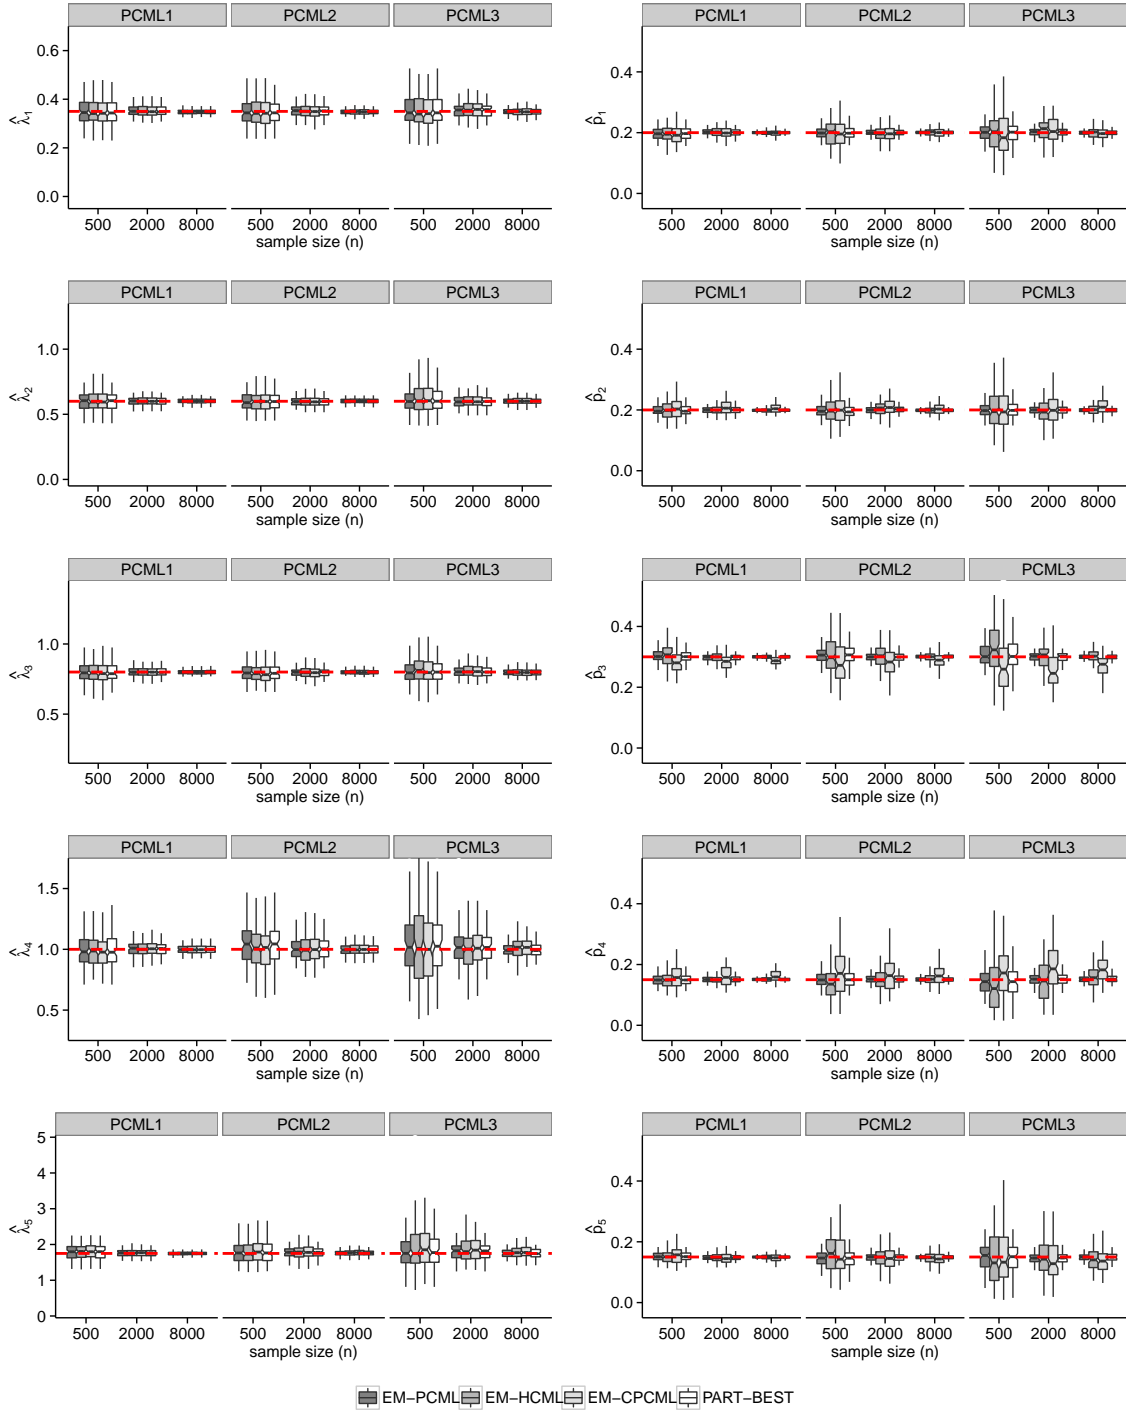 PCML1 PCML2 PCML3 PCML1 PCML2 PCML3
0.6
0.4
0.2
0.0
λ̂1
0.4
0.2
0.0
p̂1
500 2000 8000 500 2000 8000 500 2000 8000 500 2000 8000 500 2000 8000 500 2000 8000
sample size (n) sample size (n)
PCML1 PCML2 PCML3 PCML1 PCML2 PCML3
1.0
0.5
0.0
λ̂2
0.4
0.2
0.0
p̂2
500 2000 8000 500 2000 8000 500 2000 8000 500 2000 8000 500 2000 8000 500 2000 8000
sample size (n) sample size (n)
PCML1 PCML2 PCML3 PCML1 PCML2 PCML3
1.0
0.5
λ̂3
0.4
0.2
0.0
p̂3
500 2000 8000 500 2000 8000 500 2000 8000 500 2000 8000 500 2000 8000 500 2000 8000
sample size (n) sample size (n)
PCML1 PCML2 PCML3 PCML1 PCML2 PCML3
1.5
1.0
0.5
λ̂4
0.4
0.2
0.0
p̂4
500 2000 8000 500 2000 8000 500 2000 8000 500 2000 8000 500 2000 8000 500 2000 8000
sample size (n) sample size (n)
PCML1 PCML2 PCML3 PCML1 PCML2 PCML3
5
4
3
2
1
0
λ̂5
0.4
0.2
0.0
p̂5
500 2000 8000 500 2000 8000 500 2000 8000 500 2000 8000 500 2000 8000 500 2000 8000
sample size (n) sample size (n)
EM−PCML EM−HCML EM−CPCML PART−BEST